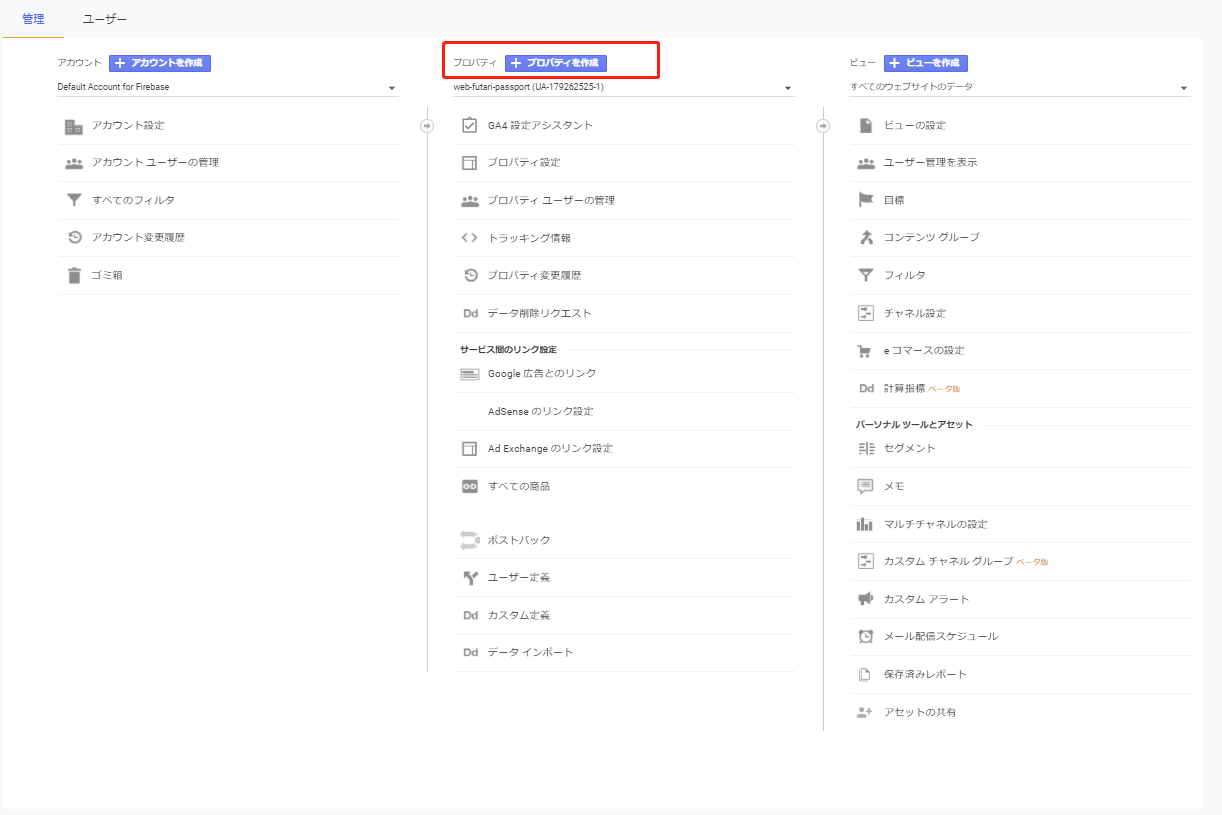 管理
ユーザー
アカウント
+ アカウントを作成
Default Account for Firebase
アカウント設定
アカウント ユーザーの管理
すべてのフィルタ
アカウント変更履歴
ゴミ箱
プロパティ
+ プロパティを作成
web-futari-passport (UA-179262525-1)
GA4 設定アシスタント
プロパティ設定
プロパティ ユーザーの管理
トラッキング情報
プロパティ変更履歴
Dd データ削除リクエスト
サービス間のリンク設定
Google 広告とのリンク
AdSense のリンク設定
Ad Exchange のリンク設定
すべての商品
ポストバック
ユーザー定義
Dd カスタム定義
Dd データ インポート
ビュー
+ ビューを作成
すべてのウェブサイトのデータ
ビューの設定
ユーザー管理を表示
目標
コンテンツ グループ
フィルタ
チャネル設定
e コマースの設定
Dd 計算指標 ベータ版
パーソナル ツールとアセット
セグメント
メモ
マルチチャネルの設定
カスタム チャネル グループ ベータ版
カスタム アラート
メール配信スケジュール
保存済みレポート
アセットの共有